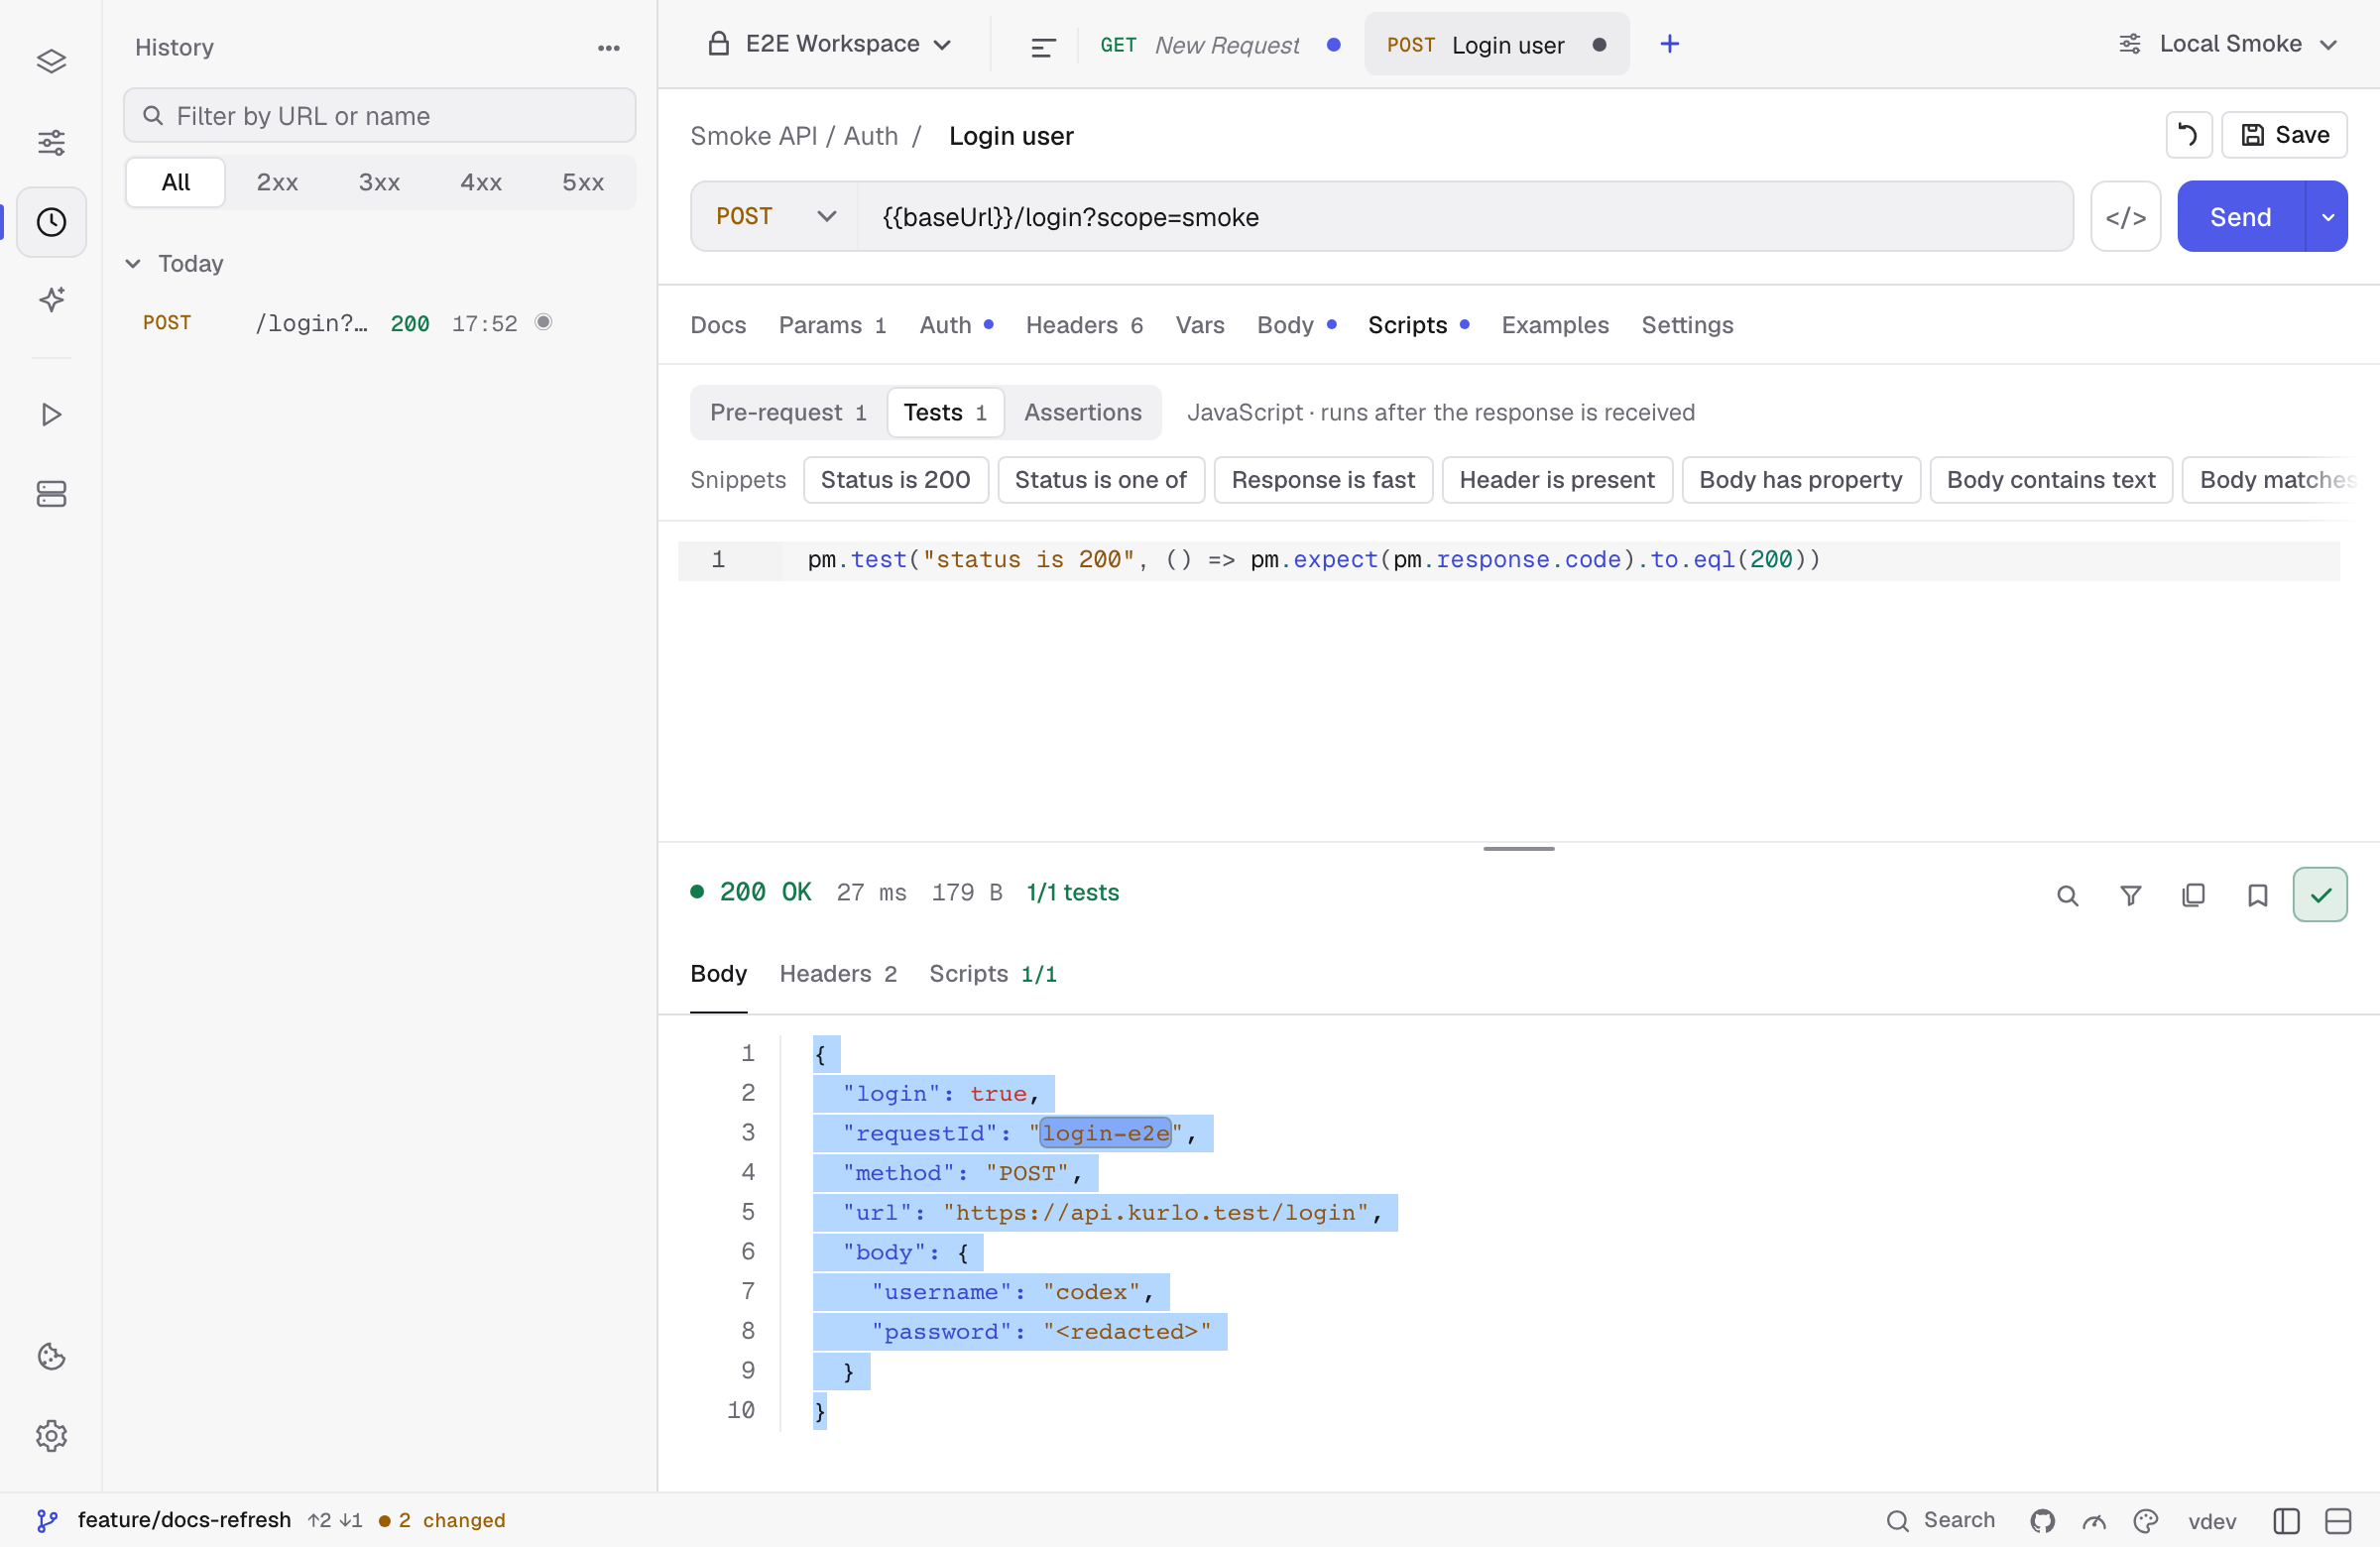 History
Filter by URL or name
All 2xx 3xx 4xx 5xx
Today
POST /login?… 200 17:52
E2E Workspace
GET New Request
POST Login user
Local Smoke
Smoke API / Auth / Login user
Save
POST {{baseUrl}}/login?scope=smoke
</>
Send
Docs Params 1 Auth Headers 6 Vars Body Scripts Examples Settings
Pre-request 1 Tests 1 Assertions JavaScript · runs after the response is received
Snippets Status is 200 Status is one of Response is fast Header is present Body has property Body contains text Body matches
1 pm.test("status is 200", () => pm.expect(pm.response.code).to.eql(200))
200 OK 27 ms 179 B 1/1 tests
Body Headers 2 Scripts 1/1
1 {
2 "login": true,
3 "requestId": "login-e2e",
4 "method": "POST",
5 "url": "https://api.kurlo.test/login",
6 "body": {
7 "username": "codex",
8 "password": "<redacted>"
9 }
10 }
feature/docs-refresh ↑2 ↓1 2 changed
Search vdev